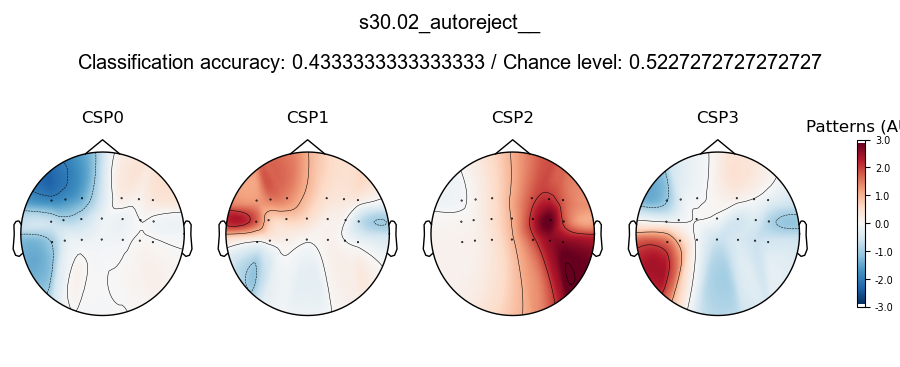 s30.02_autoreject__
Classification accuracy: 0.4333333333333333 / Chance level: 0.5227272727272727
CSP0 CSP1 CSP2 CSP3
Patterns (AU
3.0
2.0
1.0
0.0
-1.0
-2.0
-3.0